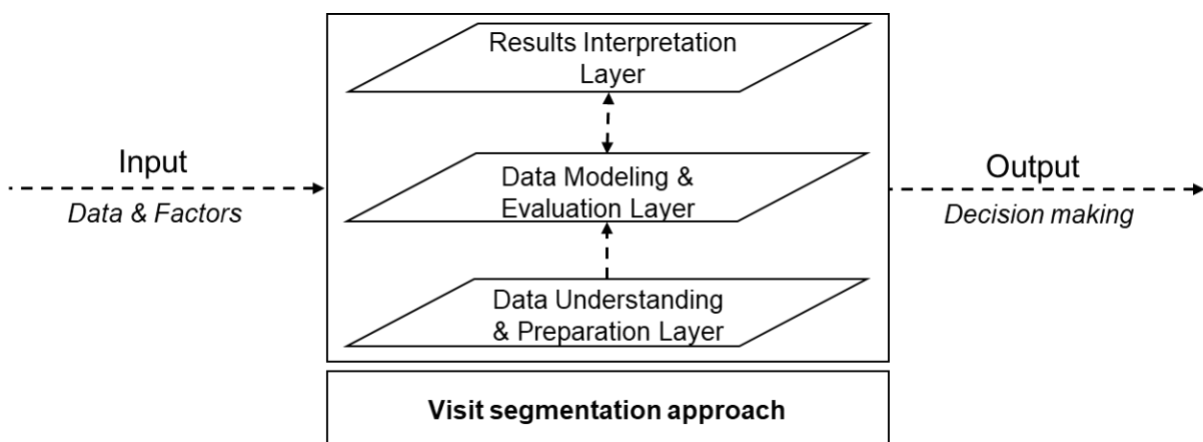 Results Interpretation
Layer
Input
Data & Factors
Data Modeling &
Evaluation Layer
Output
Decision making
Data Understanding
& Preparation Layer
Visit segmentation approach